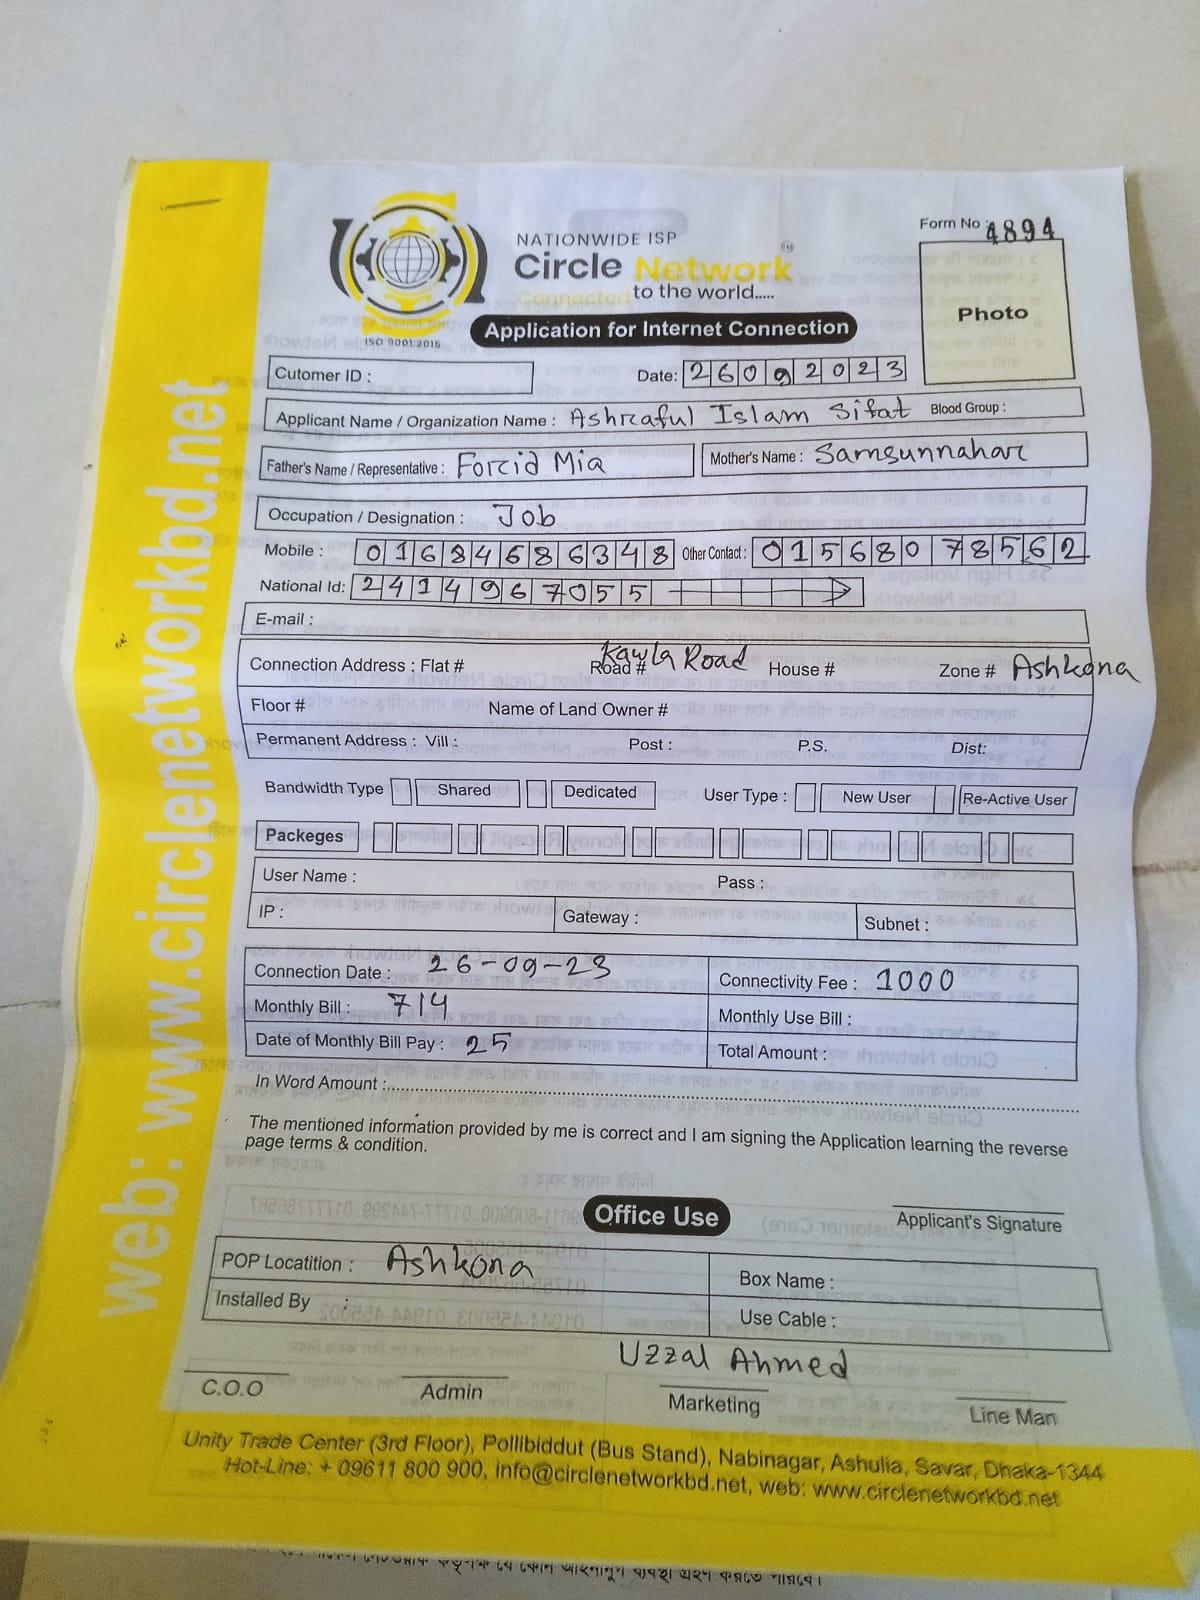 Form No : 4894
NATIONWIDE ISP
Circle Network
Connected to the world.....
Photo
ISO 9001:2015
Application for Internet Connection
Cutomer ID :
Date: 26092023
Applicant Name / Organization Name : Ashraful Islam Sifat Blood Group :
Father's Name / Representative : Forcid Mia Mother's Name : Samsunnahar
Occupation / Designation : Job
Mobile : 01684686348 Other Contact : 01568078562
National Id: 2414967055
E-mail :
Connection Address : Flat # Road # Kawla Road House # Zone # Ashkona
Floor # Name of Land Owner #
Permanent Address : Vill : Post : P.S. Dist:
Bandwidth Type Shared Dedicated User Type : New User Re-Active User
Packeges
User Name : Pass :
IP : Gateway : Subnet :
Connection Date : 26-09-23 Connectivity Fee : 1000
Monthly Bill : 714 Monthly Use Bill :
Date of Monthly Bill Pay : 25 Total Amount :
In Word Amount :
The mentioned information provided by me is correct and I am signing the Application learning the reverse
page terms & condition.
Applicant's Signature
Office Use
POP Locatition : Ashkona Box Name :
Installed By : Use Cable :
Uzzal Ahmed
C.O.O Admin Marketing Line Man
Unity Trade Center (3rd Floor), Pollibiddut (Bus Stand), Nabinagar, Ashulia, Savar, Dhaka-1344
Hot-Line: + 09611 800 900, info@circlenetworkbd.net, web: www.circlenetworkbd.net
web: www.circlenetworkbd.net